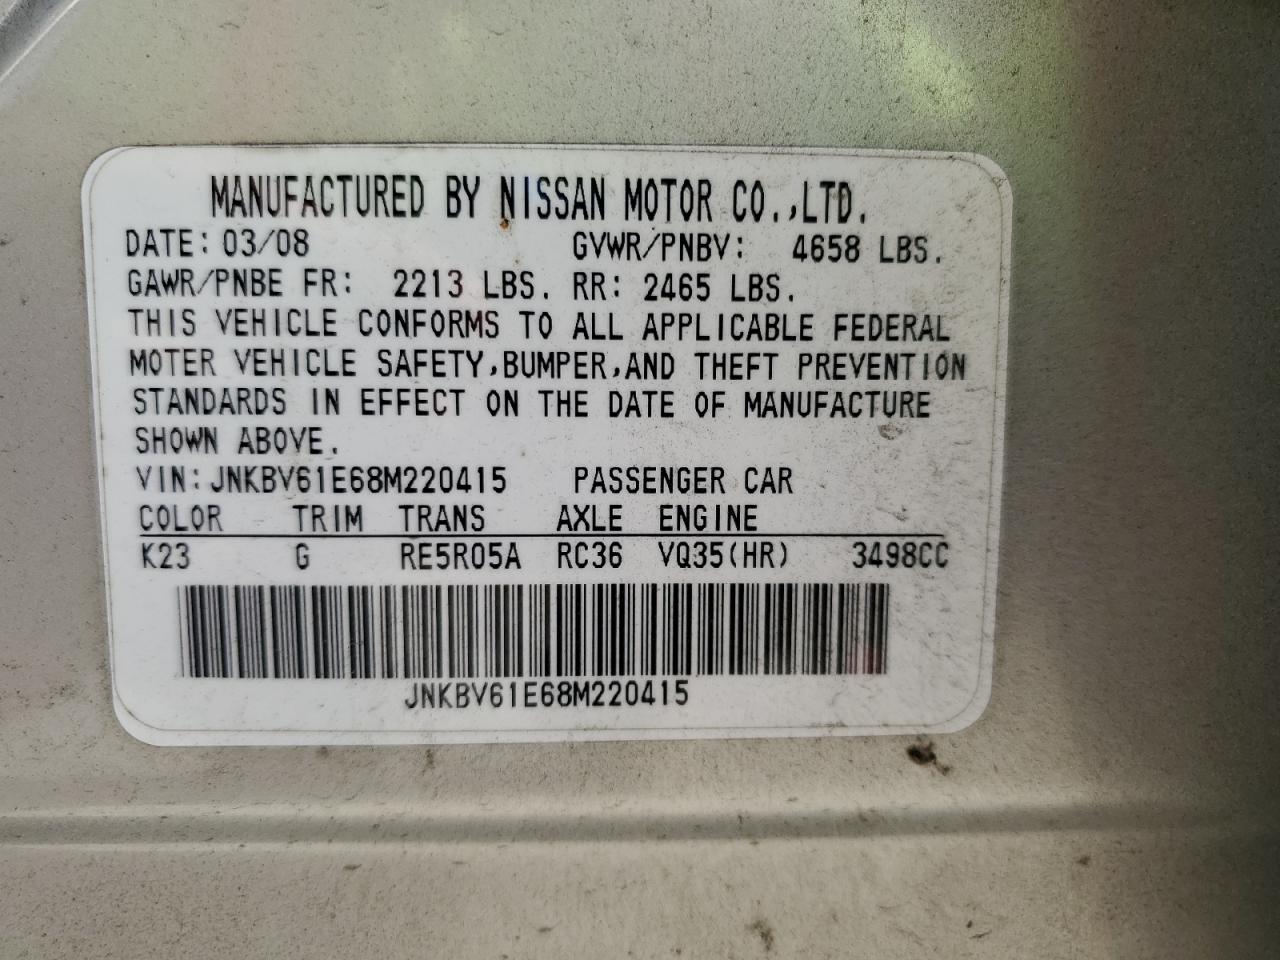 MANUFACTURED BY NISSAN MOTOR CO.,LTD.
DATE: 03/08 GVWR/PNBV: 4658 LBS.
GAWR/PNBE FR: 2213 LBS. RR: 2465 LBS.
THIS VEHICLE CONFORMS TO ALL APPLICABLE FEDERAL
MOTER VEHICLE SAFETY,BUMPER,AND THEFT PREVENTION
STANDARDS IN EFFECT ON THE DATE OF MANUFACTURE
SHOWN ABOVE.
VIN: JNKBV61E68M220415 PASSENGER CAR
COLOR TRIM TRANS AXLE ENGINE
K23 G RE5R05A RC36 VQ35(HR) 3498CC
JNKBV61E68M220415